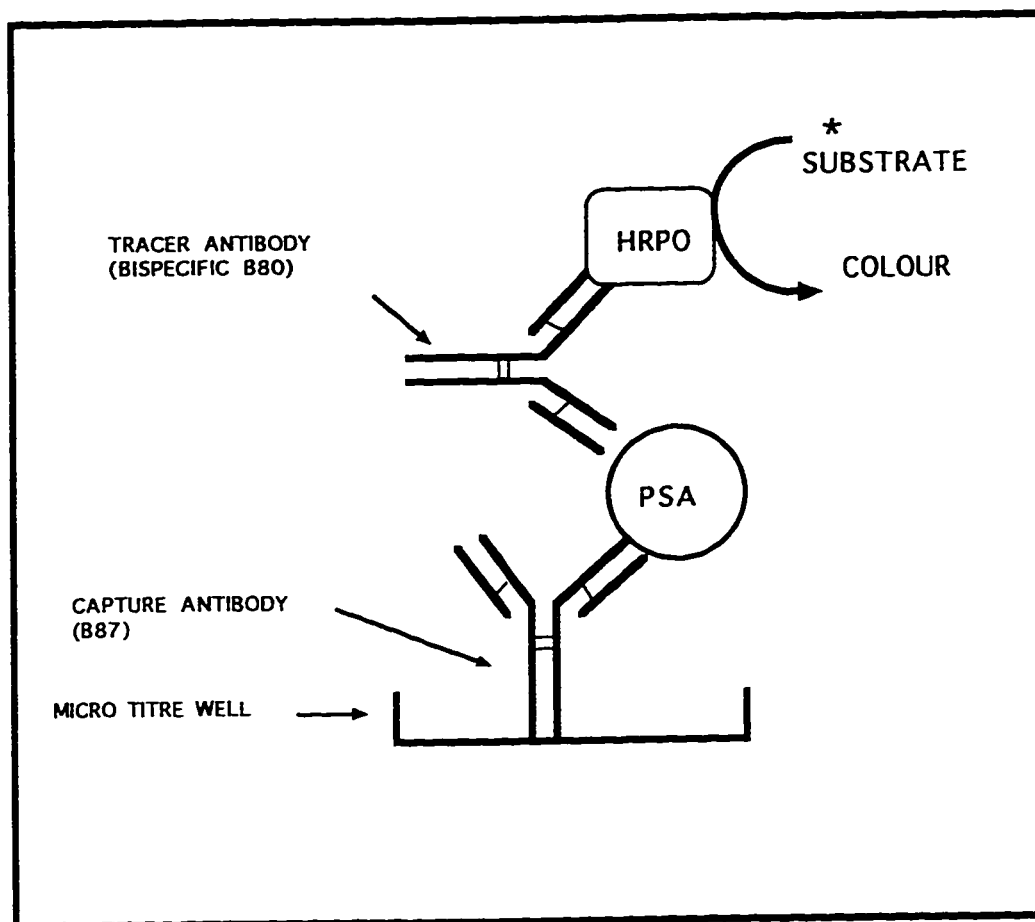 *
SUBSTRATE
HRPO
COLOUR
TRACER ANTIBODY
(BISPECIFIC B80)
PSA
CAPTURE ANTIBODY
(B87)
MICRO TITRE WELL